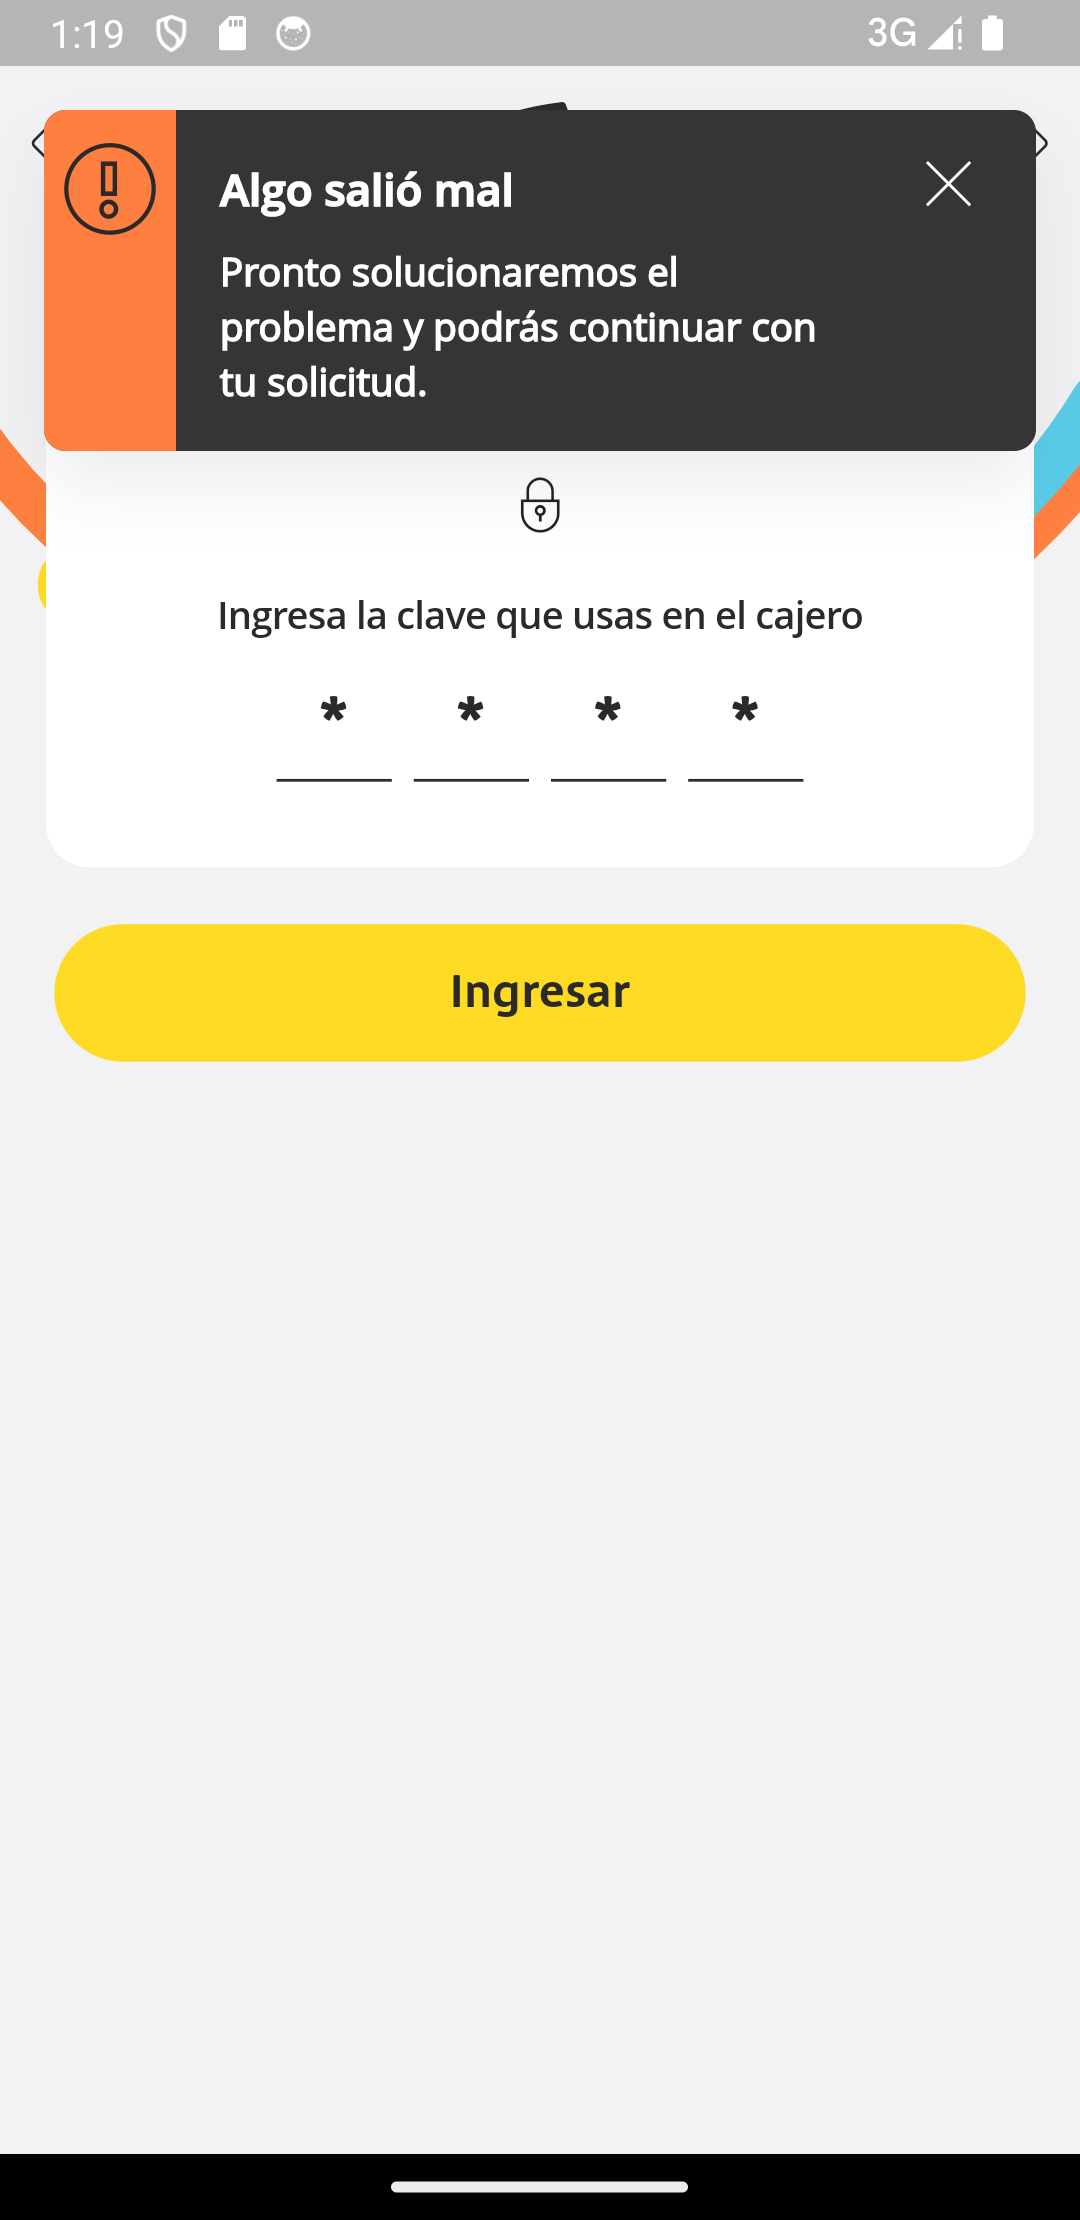 1:19
3G
Algo salió mal
Pronto solucionaremos el
problema y podrás continuar con
tu solicitud.
Ingresa la clave que usas en el cajero
* * * *
Ingresar